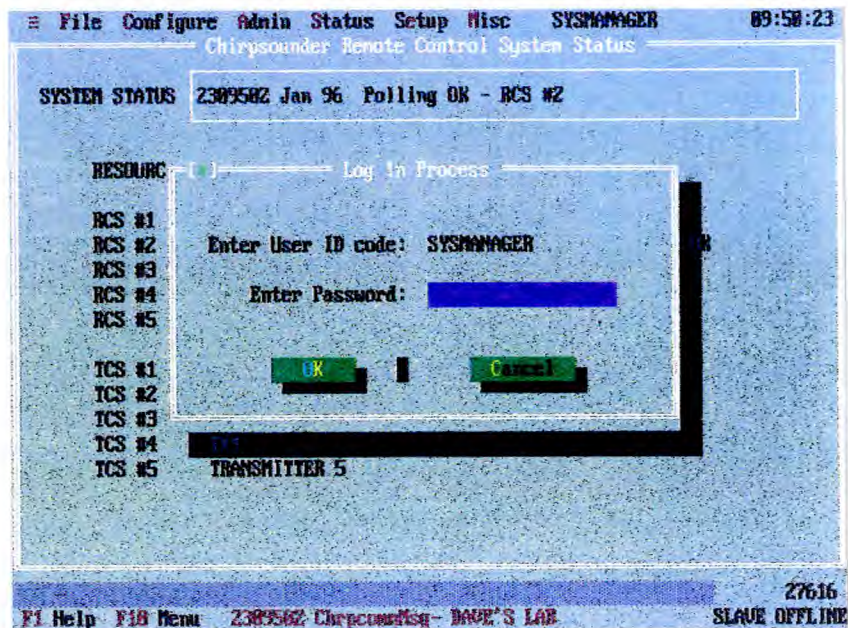 ≡ File Configure Admin Status Setup Misc SYSMANAGER 09:50:23
Chirpsounder Remote Control System Status
SYSTEM STATUS 230950Z Jan 96 Polling OK - RCS #2
RESOURC
Log In Process
RCS #1
RCS #2
RCS #3
RCS #4
RCS #5
Enter User ID code: SYSMANAGER
Enter Password:
OK Cancel
TCS #1
TCS #2
TCS #3
TCS #4
TCS #5 TRANSMITTER 5
27616
F1 Help F10 Menu 230950Z ChrpcommMsg- DAVE'S LAB SLAVE OFFLINE